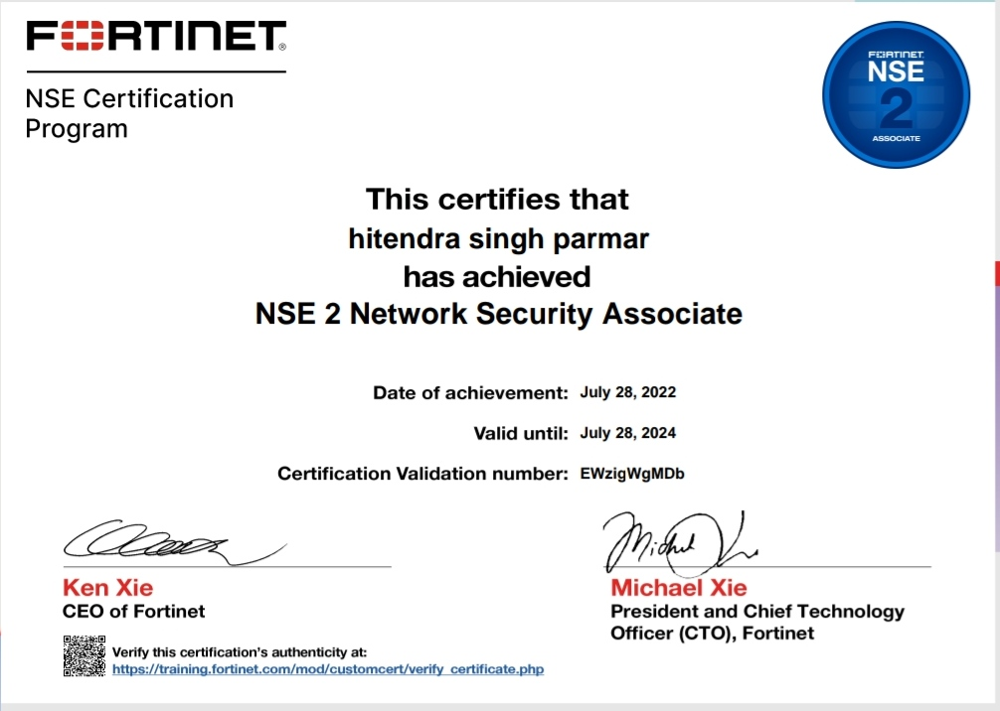 FORTINET®
NSE Certification
Program
FORTINET
NSE
2
ASSOCIATE
This certifies that
hitendra singh parmar
has achieved
NSE 2 Network Security Associate
Date of achievement: July 28, 2022
Valid until: July 28, 2024
Certification Validation number: EWzigWgMDb
Ken Xie
CEO of Fortinet
Michael Xie
President and Chief Technology
Officer (CTO), Fortinet
Verify this certification's authenticity at:
https://training.fortinet.com/mod/customcert/verify_certificate.php